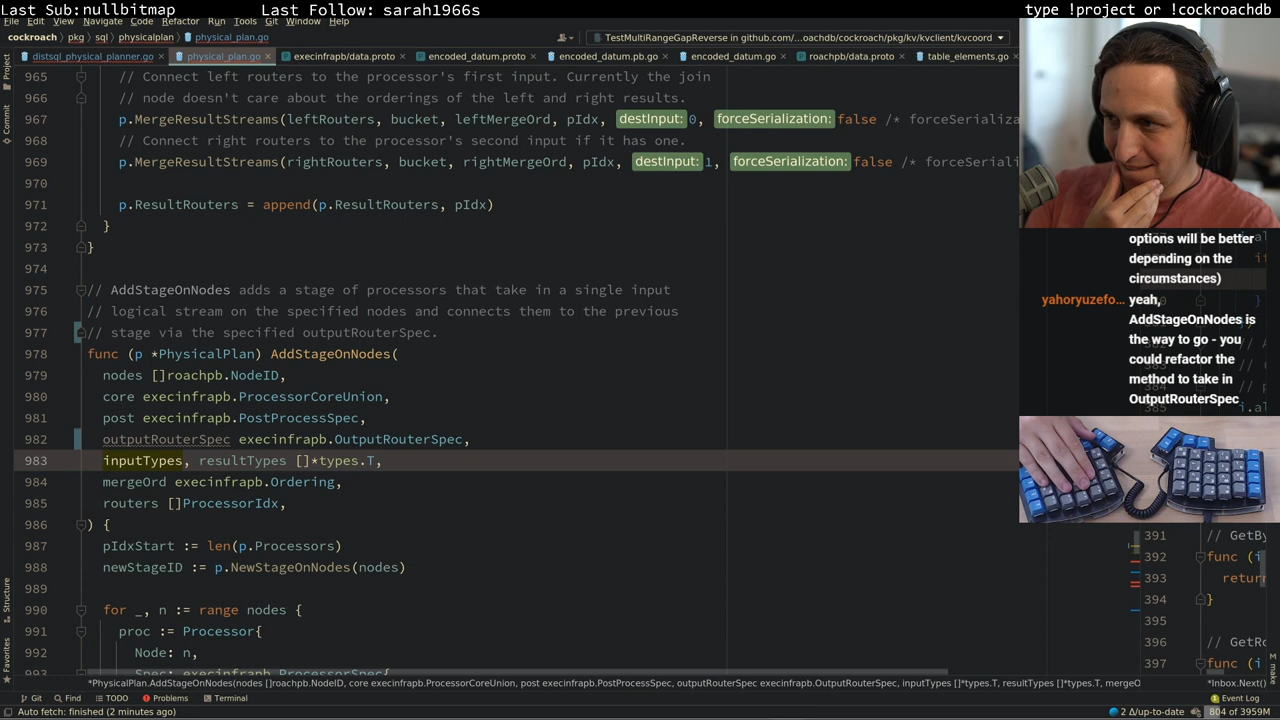 Last Sub:nullbitmap
Last Follow: sarah1966s
type !project or !cockroachdb
File Edit View Navigate Code Refactor Run Tools Git Window Help
cockroach pkg sql physicalplan physical_plan.go
TestMultiRangeGapReverse in github.com/...oachdb/cockroach/pkg/kv/kvclient/kvcoord
distsql_physical_planner.go physical_plan.go execinfrapb/data.proto encoded_datum.proto encoded_datum.pb.go encoded_datum.go roachpb/data.proto table_elements.go
965 // Connect left routers to the processor's first input. Currently the join
966 // node doesn't care about the orderings of the left and right results.
967 p.MergeResultStreams(leftRouters, bucket, leftMergeOrd, pIdx, destInput: 0, forceSerialization: false /* forceSerializa
968 // Connect right routers to the processor's second input if it has one.
969 p.MergeResultStreams(rightRouters, bucket, rightMergeOrd, pIdx, destInput: 1, forceSerialization: false /* forceSeriali
970
971 p.ResultRouters = append(p.ResultRouters, pIdx)
972 }
973 }
974
975 // AddStageOnNodes adds a stage of processors that take in a single input
976 // logical stream on the specified nodes and connects them to the previous
977 // stage via the specified outputRouterSpec.
978 func (p *PhysicalPlan) AddStageOnNodes(
979 nodes []roachpb.NodeID,
980 core execinfrapb.ProcessorCoreUnion,
981 post execinfrapb.PostProcessSpec,
982 outputRouterSpec execinfrapb.OutputRouterSpec,
983 inputTypes, resultTypes []*types.T,
984 mergeOrd execinfrapb.Ordering,
985 routers []ProcessorIdx,
986 ) {
987 pIdxStart := len(p.Processors)
988 newStageID := p.NewStageOnNodes(nodes)
989
990 for _, n := range nodes {
991 proc := Processor{
992 Node: n,
993 Spec: execinfrapb.ProcessorSpec{
options will be better
depending on the
circumstances)
yahoryuzefo... yeah,
AddStageOnNodes is
the way to go - you
could refactor the
method to take in
OutputRouterSpec
391 // GetBy
392 func (i
393 retur
394 }
395
396 // GetRo
397 func (i
*PhysicalPlan.AddStageOnNodes(nodes []roachpb.NodeID, core execinfrapb.ProcessorCoreUnion, post execinfrapb.PostProcessSpec, outputRouterSpec execinfrapb.OutputRouterSpec, inputTypes []*types.T, resultTypes []*types.T, mergeO
*Inbox.Next()
Project
Commit
Structure
Favorites
make
Git Find TODO Problems Terminal
Event Log
Auto fetch: finished (2 minutes ago)
2 Δ/up-to-date 804 of 3959M